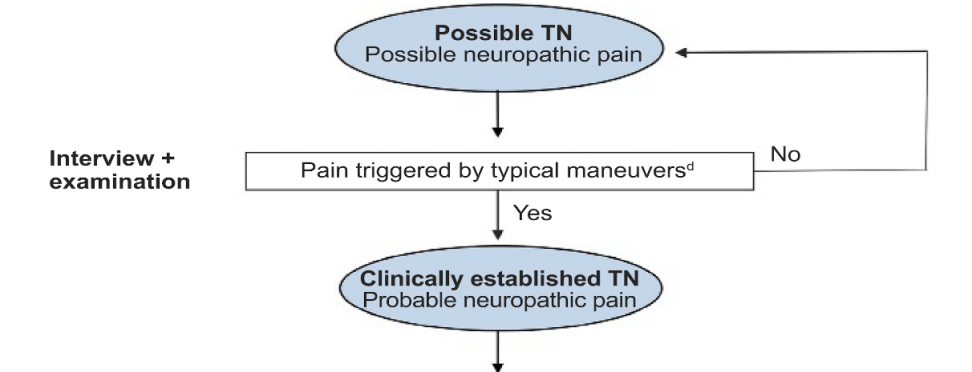 Possible TN
Possible neuropathic pain
Interview +
examination
Pain triggered by typical maneuversᵈ
No
Yes
Clinically established TN
Probable neuropathic pain